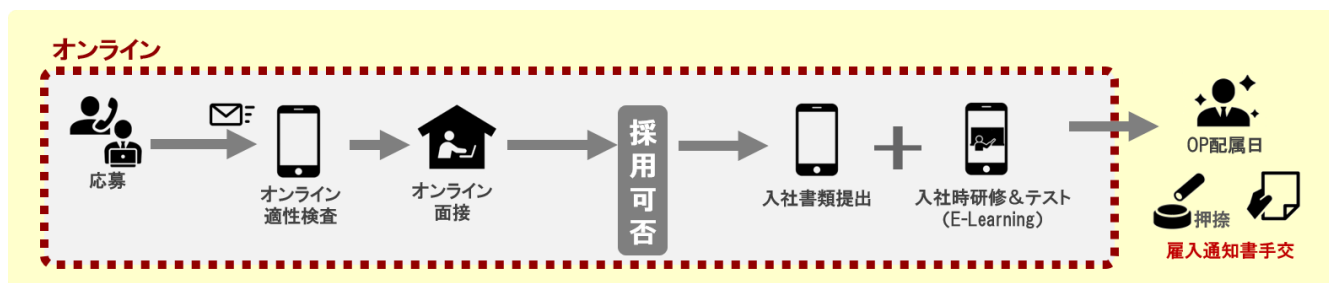 オンライン
応募
オンライン
適性検査
オンライン
面接
採用可否
入社書類提出
入社時研修&テスト
(E-Learning)
OP配属日
押捺
雇入通知書手交